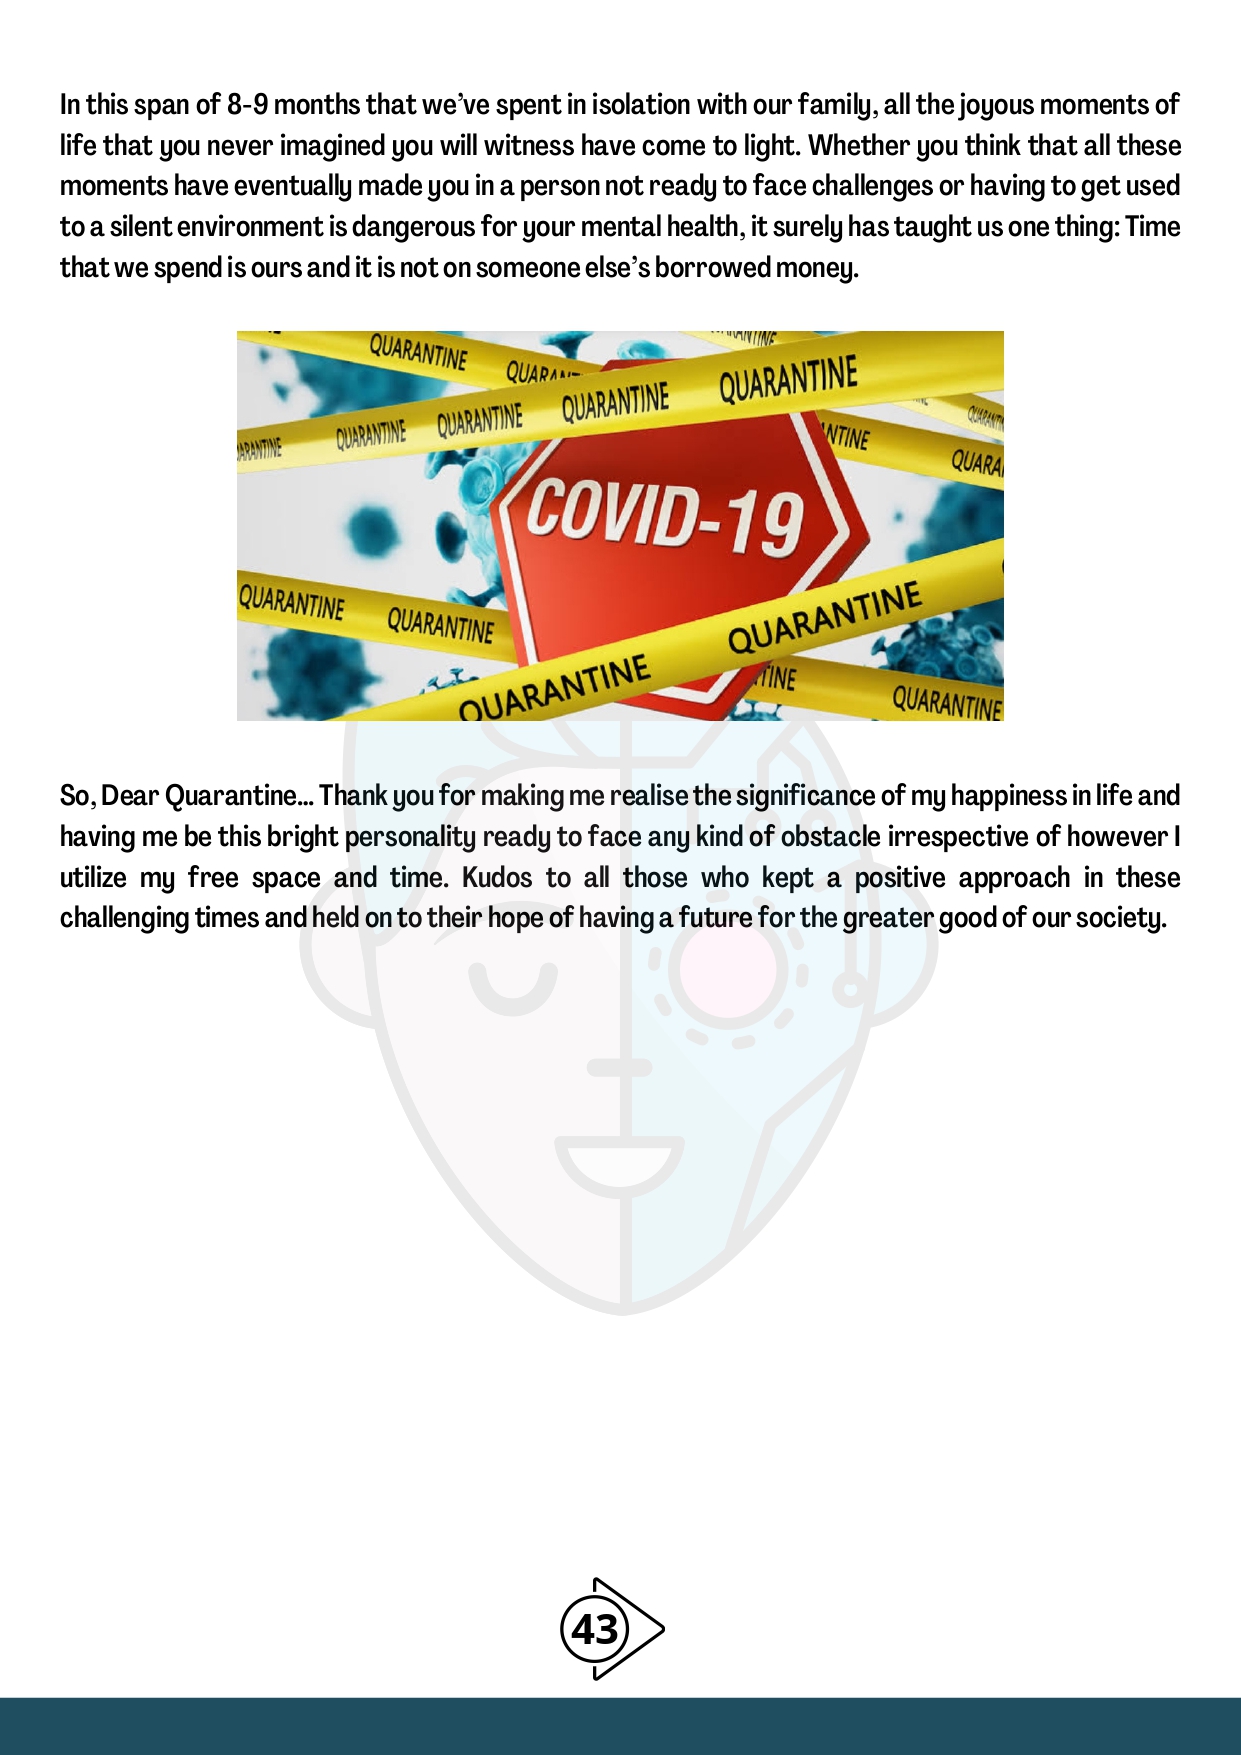 In this span of 8-9 months that we’ve spent in isolation with our family, all the joyous moments of
life that you never imagined you will witness have come to light. Whether you think that all these
moments have eventually made you in a person not ready to face challenges or having to get used
to a silent environment is dangerous for your mental health, it surely has taught us one thing: Time
that we spend is ours and it is not on someone else’s borrowed money.
QUARANTINE
QUARANTINE QUARANTINE QUARANTINE QUARANTINE
COVID-19
QUARANTINE QUARANTINE
QUARANTINE QUARANTINE
QUARANTINE
So, Dear Quarantine... Thank you for making me realise the significance of my happiness in life and
having me be this bright personality ready to face any kind of obstacle irrespective of however I
utilize my free space and time. Kudos to all those who kept a positive approach in these
challenging times and held on to their hope of having a future for the greater good of our society.
43